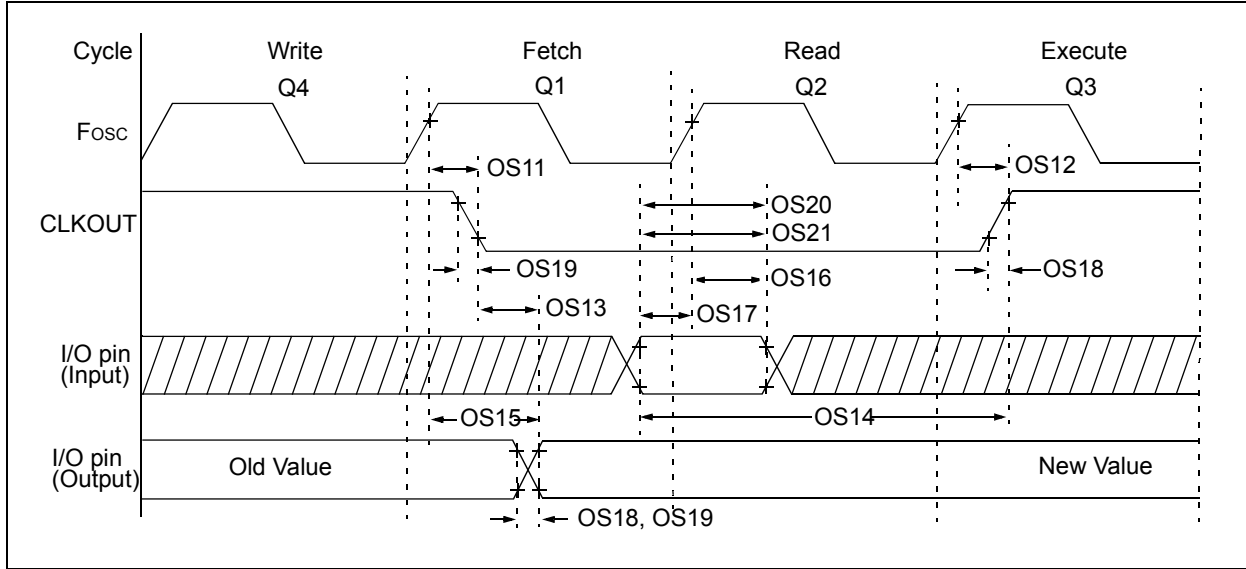 Cycle Write Fetch Read Execute
Q4 Q1 Q2 Q3
FOSC
OS11 OS12
OS20
CLKOUT
OS21
OS19 OS16 OS18
OS13 OS17
I/O pin
(Input)
OS15 OS14
I/O pin
(Output)
Old Value New Value
OS18, OS19